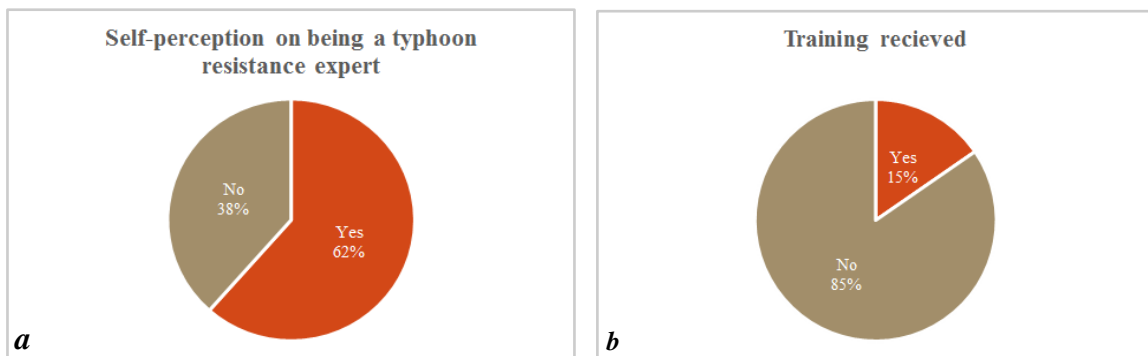 Self-perception on being a typhoon
resistance expert
No
38%
Yes
62%
a
Training recieved
Yes
15%
No
85%
b